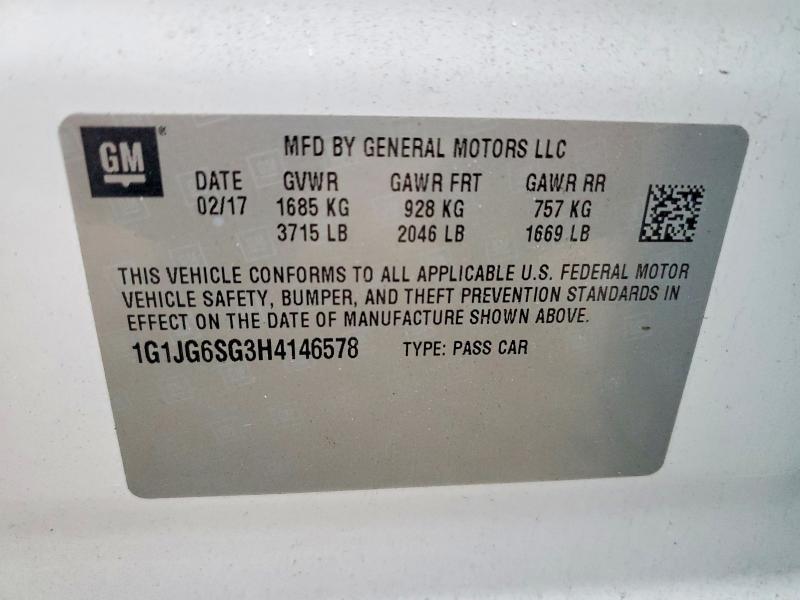 GM® MFD BY GENERAL MOTORS LLC
DATE GVWR GAWR FRT GAWR RR
02/17 1685 KG 928 KG 757 KG
3715 LB 2046 LB 1669 LB
THIS VEHICLE CONFORMS TO ALL APPLICABLE U.S. FEDERAL MOTOR
VEHICLE SAFETY, BUMPER, AND THEFT PREVENTION STANDARDS IN
EFFECT ON THE DATE OF MANUFACTURE SHOWN ABOVE.
1G1JG6SG3H4146578 TYPE: PASS CAR